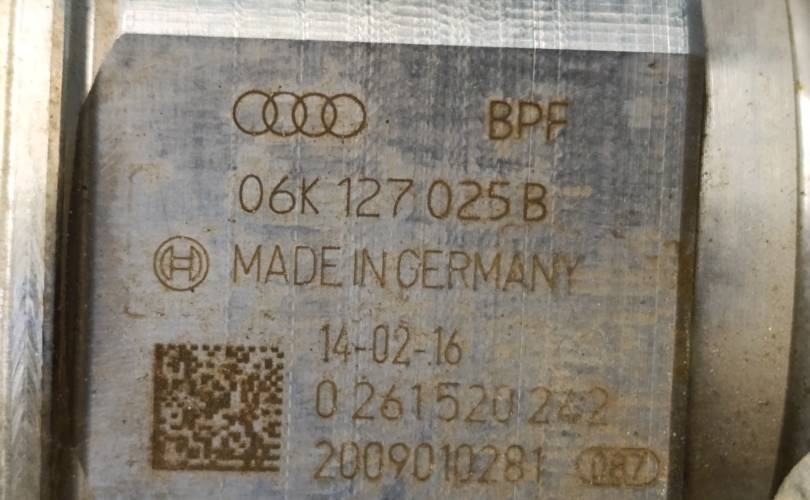 BPF
06K 127 025 B
MADE IN GERMANY
14-02-16
0 261 520 242
2009010281 087